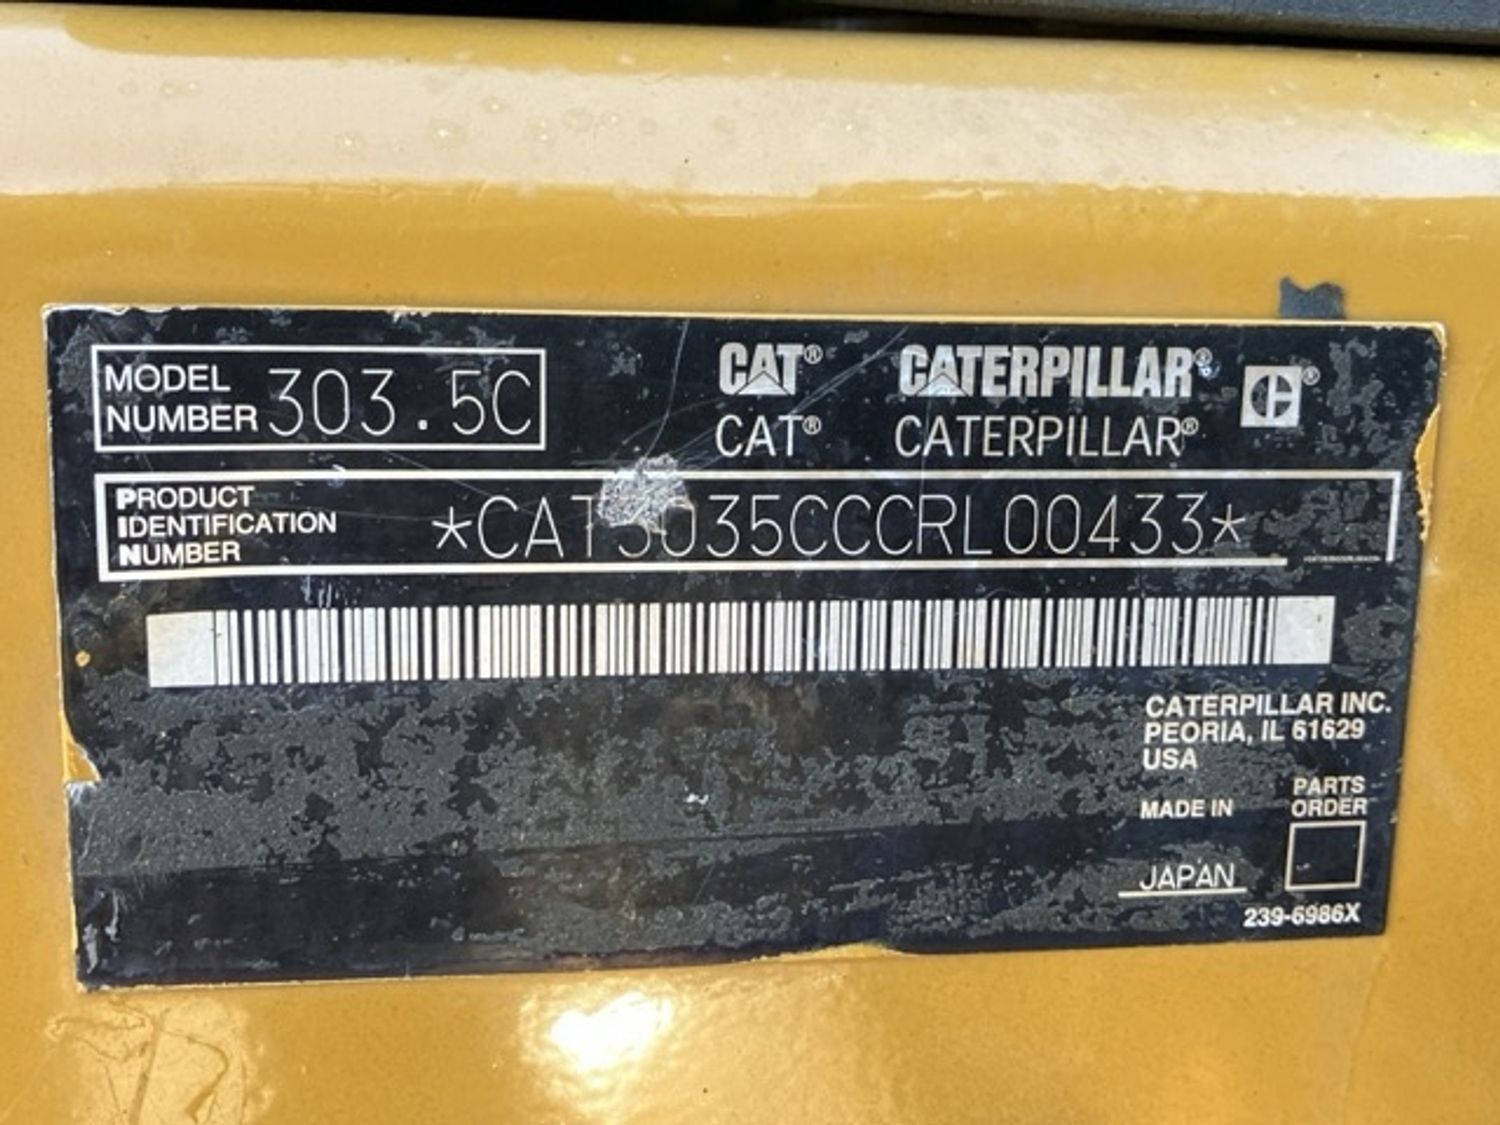 MODEL NUMBER 303.5C
CAT® CATERPILLAR® ®
CAT® CATERPILLAR®
PRODUCT IDENTIFICATION NUMBER *CAT3035CCCRL00433*
CATERPILLAR INC.
PEORIA, IL 61629
USA
MADE IN
JAPAN
PARTS
ORDER
239-6986X